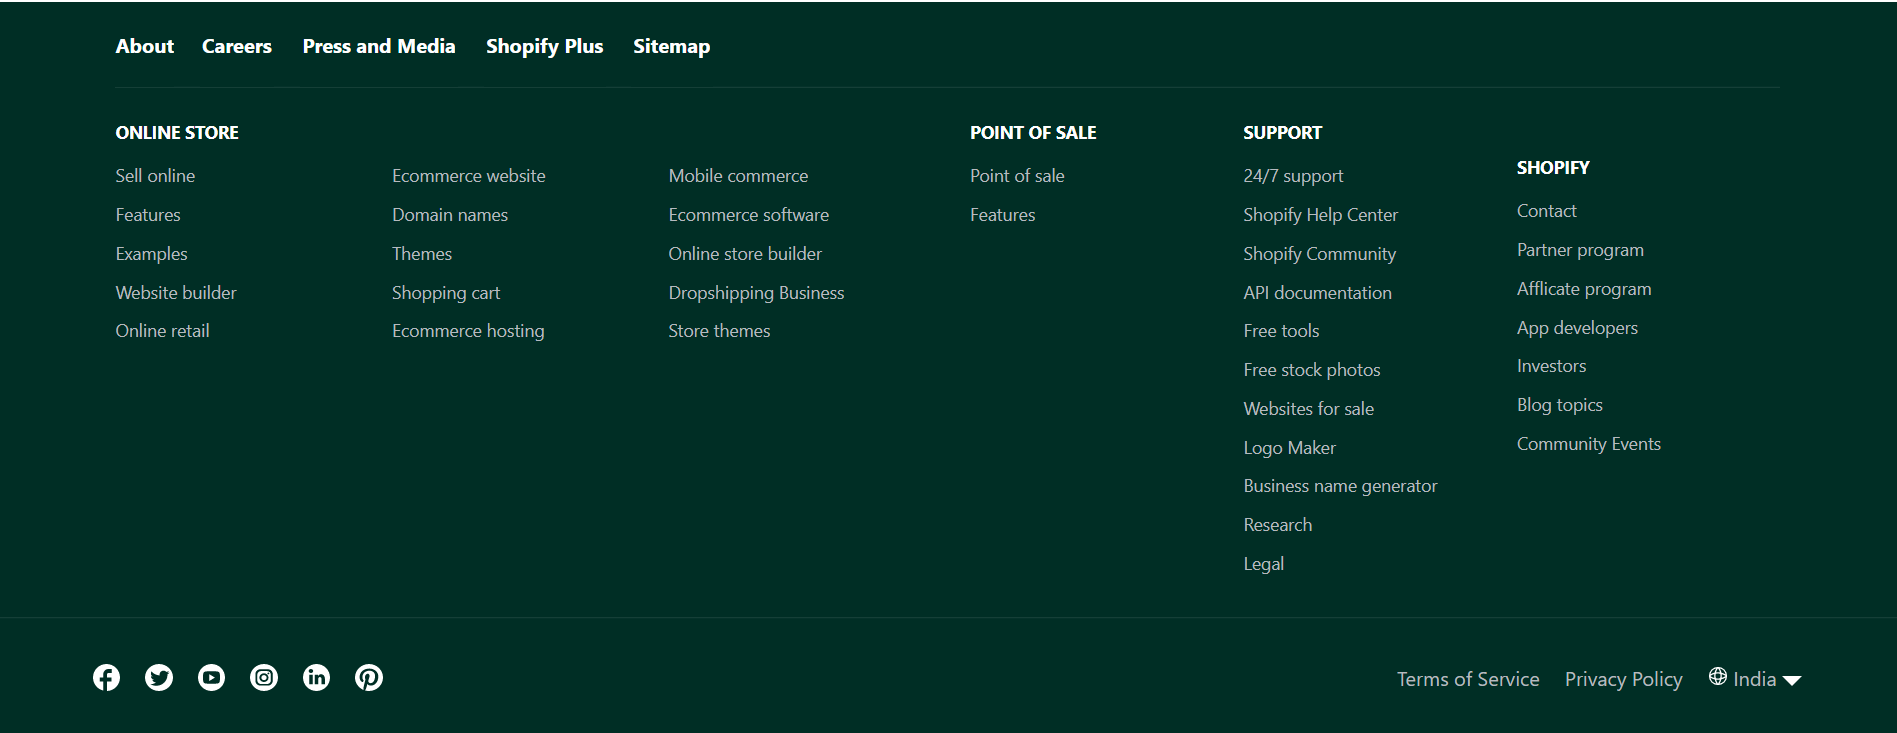 About Careers Press and Media Shopify Plus Sitemap
ONLINE STORE
Sell online
Features
Examples
Website builder
Online retail
Ecommerce website
Domain names
Themes
Shopping cart
Ecommerce hosting
Mobile commerce
Ecommerce software
Online store builder
Dropshipping Business
Store themes
POINT OF SALE
Point of sale
Features
SUPPORT
24/7 support
Shopify Help Center
Shopify Community
API documentation
Free tools
Free stock photos
Websites for sale
Logo Maker
Business name generator
Research
Legal
SHOPIFY
Contact
Partner program
Afflicate program
App developers
Investors
Blog topics
Community Events
Terms of Service Privacy Policy India